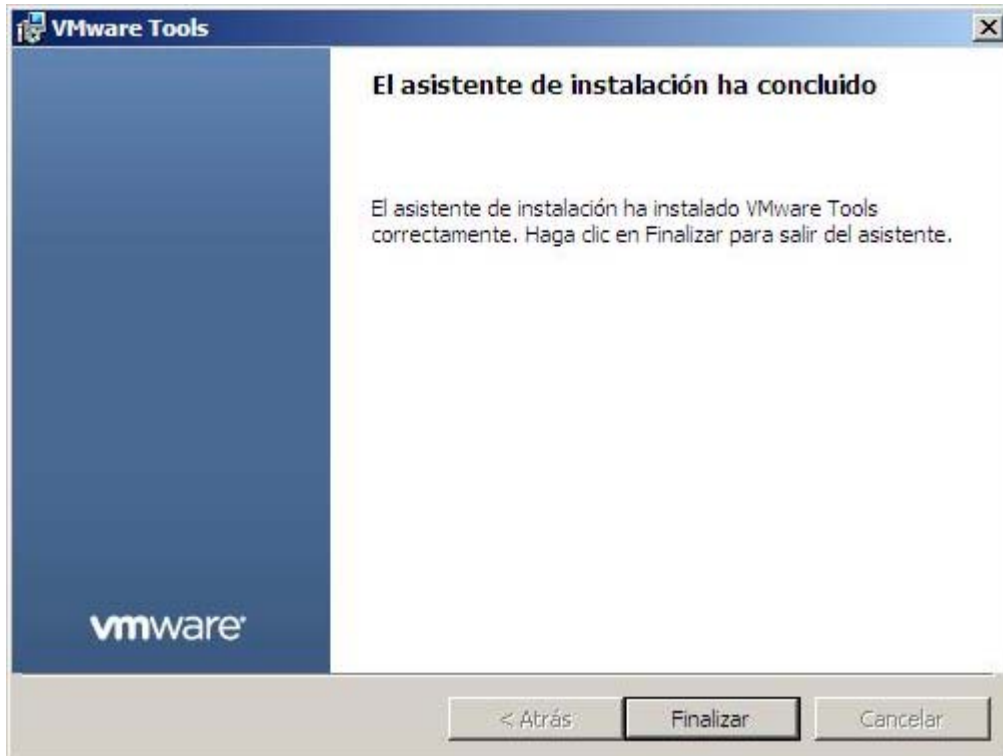 VMware Tools
El asistente de instalación ha concluido
El asistente de instalación ha instalado VMware Tools
correctamente. Haga clic en Finalizar para salir del asistente.
vmware
< Atrás
Finalizar
Cancelar